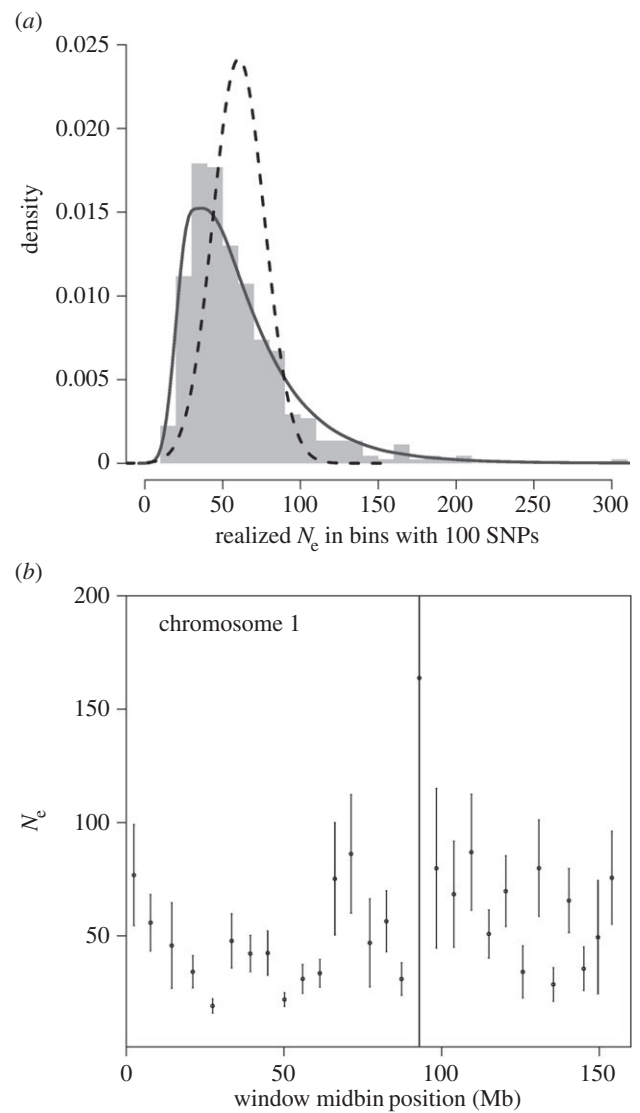 (a)
0.025
0.020
0.015
0.010
0.005
0
density
0 50 100 150 200 250 300
realized Ne in bins with 100 SNPs
(b)
200
150
100
50
Ne
chromosome 1
0 50 100 150
window midbin position (Mb)